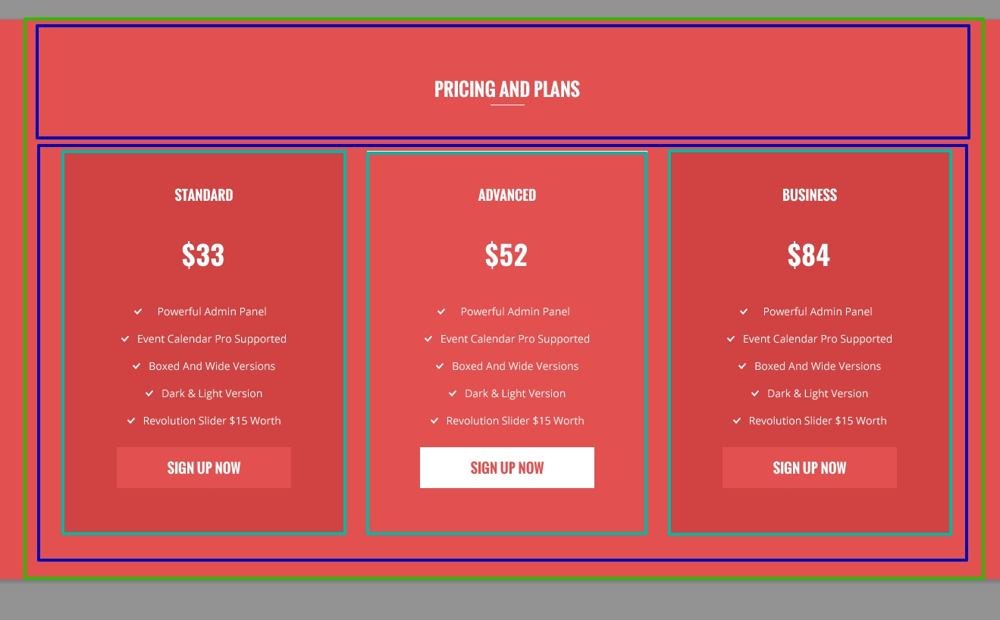 PRICING AND PLANS
STANDARD
$33
Powerful Admin Panel
Event Calendar Pro Supported
Boxed And Wide Versions
Dark & Light Version
Revolution Slider $15 Worth
SIGN UP NOW
ADVANCED
$52
Powerful Admin Panel
Event Calendar Pro Supported
Boxed And Wide Versions
Dark & Light Version
Revolution Slider $15 Worth
SIGN UP NOW
BUSINESS
$84
Powerful Admin Panel
Event Calendar Pro Supported
Boxed And Wide Versions
Dark & Light Version
Revolution Slider $15 Worth
SIGN UP NOW